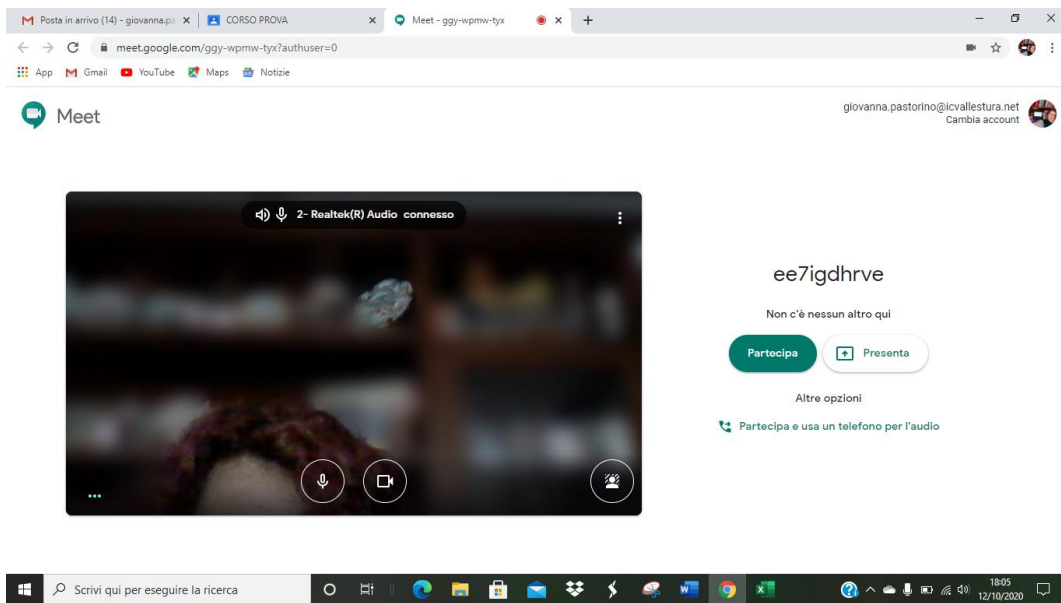 Posta in arrivo (14) - giovanna.pa
CORSO PROVA
Meet - ggy-wpmw-tyx
meet.google.com/ggy-wpmw-tyx?authuser=0
App
Gmail
YouTube
Maps
Notizie
Meet
giovanna.pastorino@icvallestura.net
Cambia account
2- Realtek(R) Audio connesso
ee7igdhrve
Non c'è nessun altro qui
Partecipa
Presenta
Altre opzioni
Partecipa e usa un telefono per l'audio
Scrivi qui per eseguire la ricerca
18:05
12/10/2020